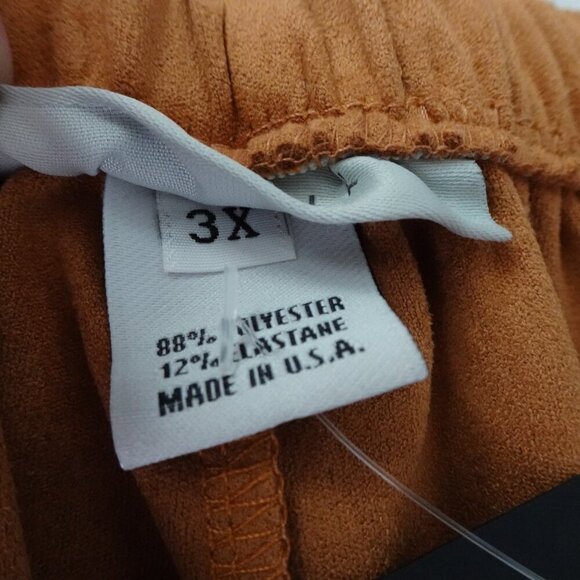 3X
88% POLYESTER
12% ELASTANE
MADE IN U.S.A.